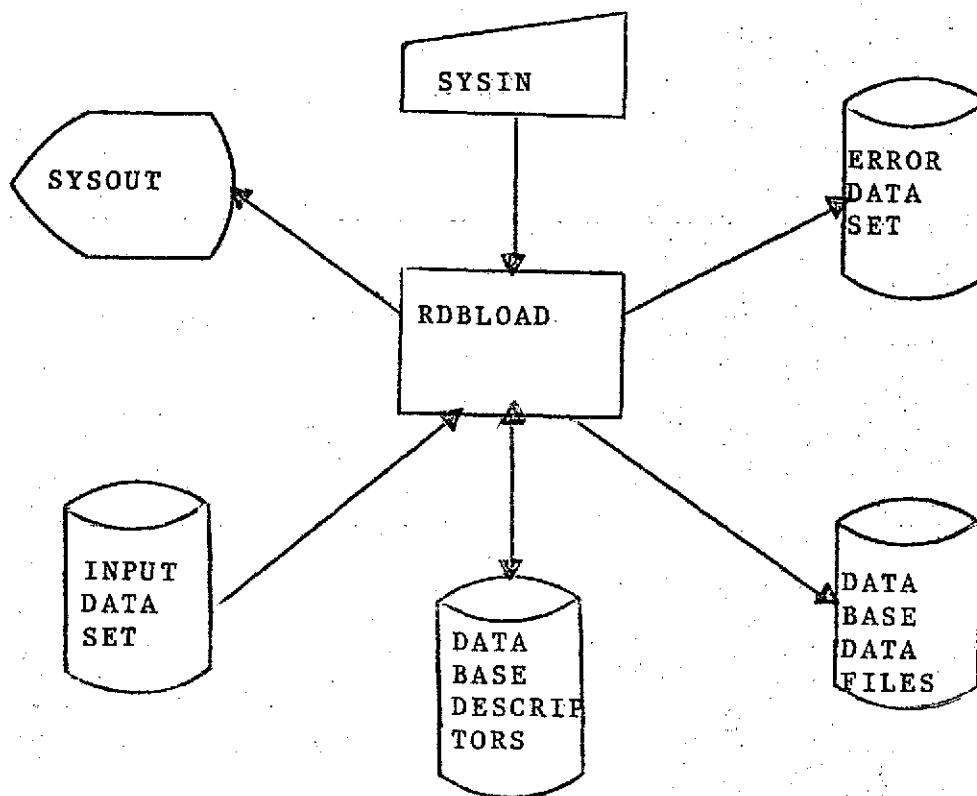 SYSIN
SYSOUT
ERROR
DATA
SET
RDBLOAD
INPUT
DATA
SET
DATA
BASE
DESCRIP
TORS
DATA
BASE
DATA
FILES